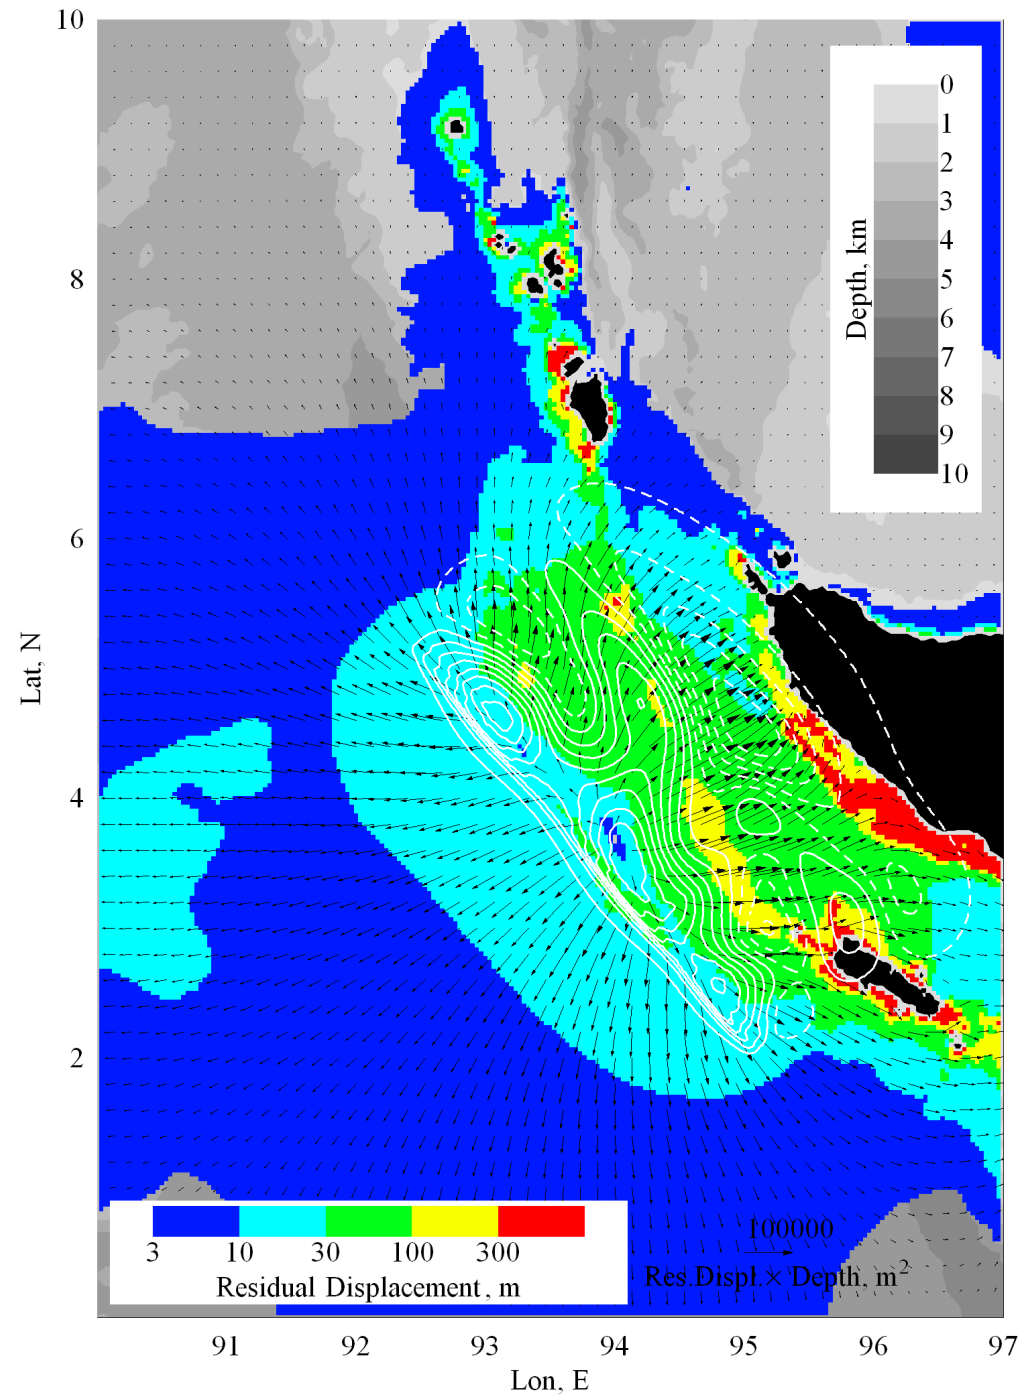 10
8
6
4
2
Lat, N
0
1
2
3
4
5
6
7
8
9
10
Depth, km
3 10 30 100 300
Residual Displacement, m
100000
Res.Displ.× Depth, m²
91 92 93 94 95 96 97
Lon, E